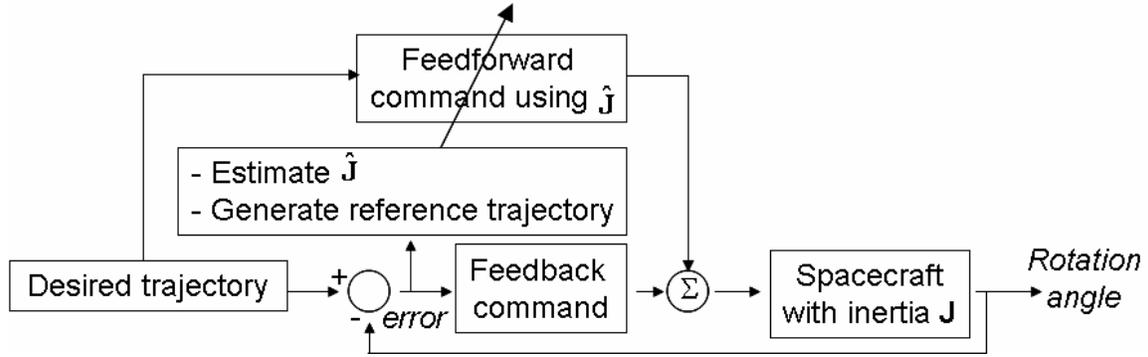 Feedforward
command using Ĵ
- Estimate Ĵ
- Generate reference trajectory
Desired trajectory
+
-
error
Feedback
command
Σ
Spacecraft
with inertia J
Rotation
angle